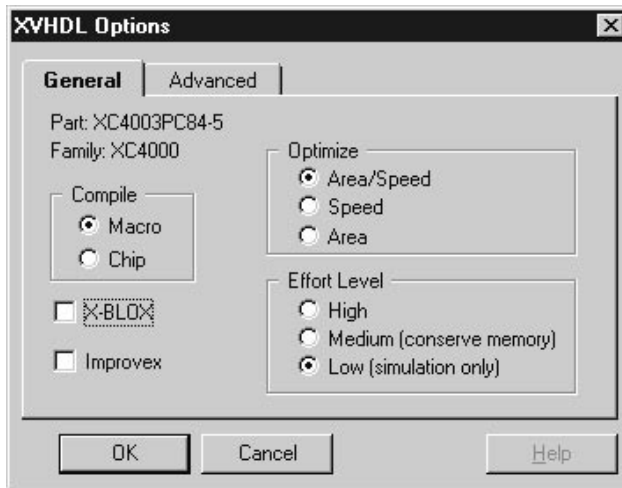 XVHDL Options
General
Advanced
Part: XC4003PC84-5
Family: XC4000
Compile
Macro
Chip
X-BLOX
Improvex
Optimize
Area/Speed
Speed
Area
Effort Level
High
Medium (conserve memory)
Low (simulation only)
OK
Cancel
Help